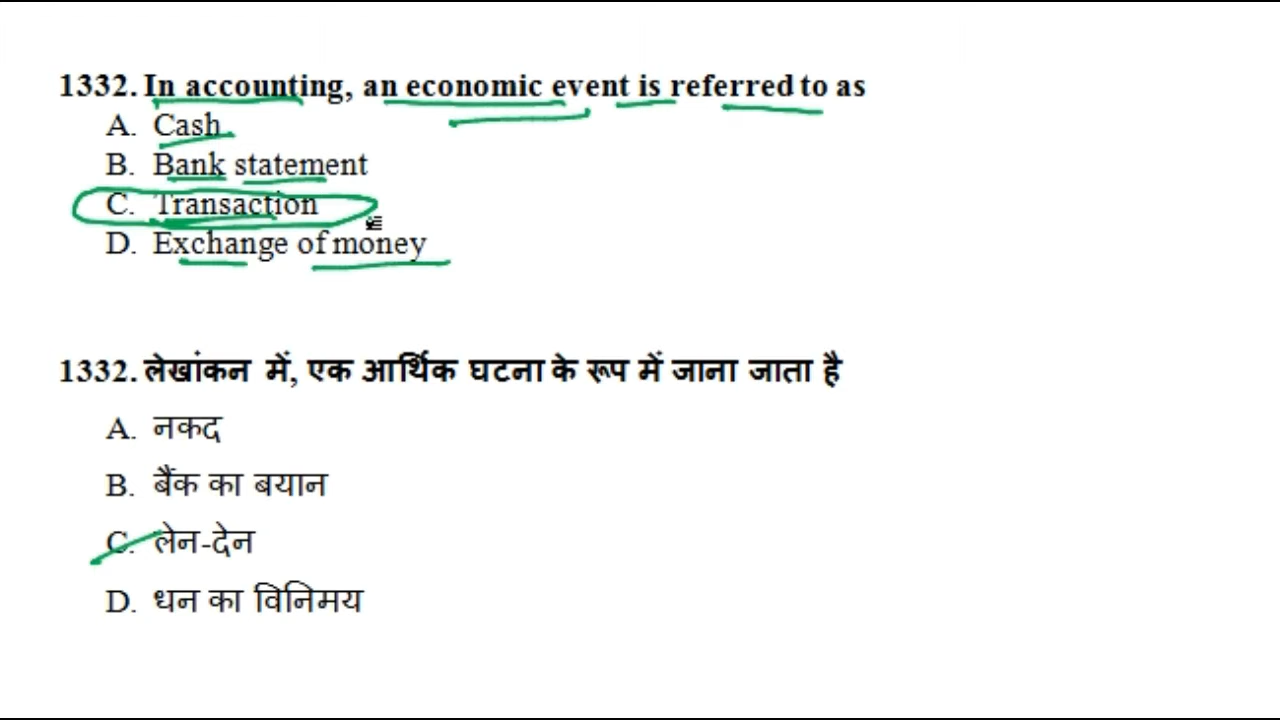 1332. In accounting, an economic event is referred to as
A. Cash
B. Bank statement
C. Transaction
D. Exchange of money
1332. लेखांकन में, एक आर्थिक घटना के रूप में जाना जाता है
A. नकद
B. बैंक का बयान
C. लेन-देन
D. धन का विनिमय